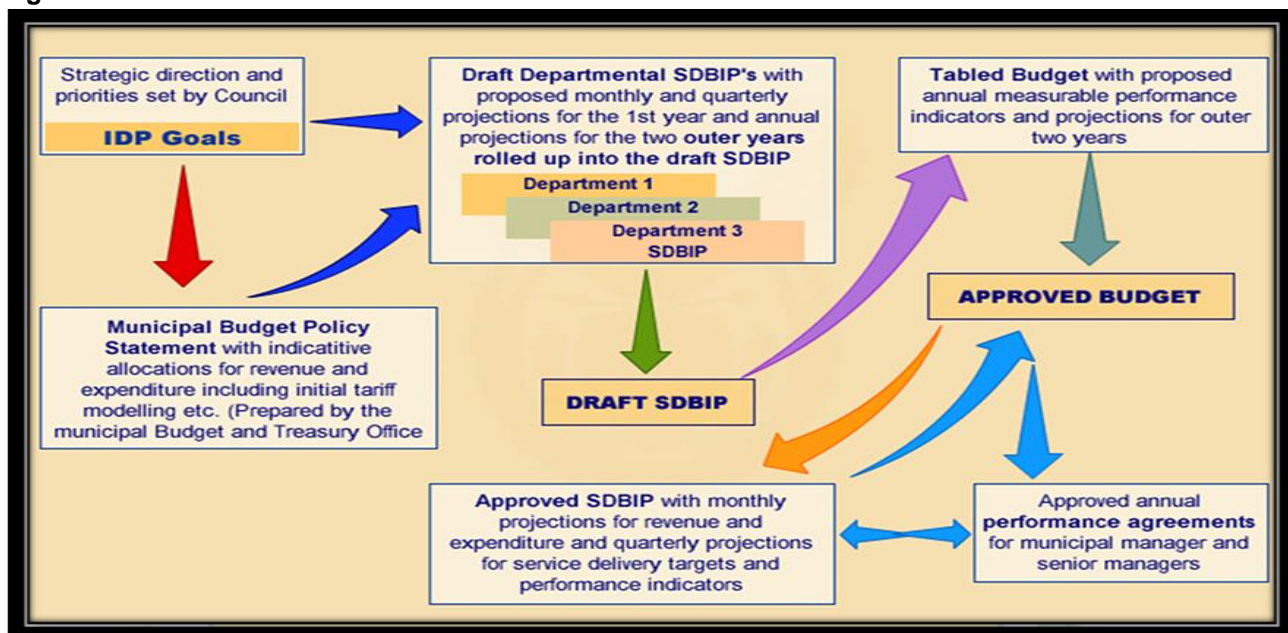 Strategic direction and
priorities set by Council
IDP Goals
Municipal Budget Policy
Statement with indicatitive
allocations for revenue and
expenditure including initial tariff
modelling etc. (Prepared by the
municipal Budget and Treasury Office
Draft Departmental SDBIP's with
proposed monthly and quarterly
projections for the 1st year and annual
projections for the two outer years
rolled up into the draft SDBIP
Department 1
Department 2
Department 3
SDBIP
DRAFT SDBIP
Tabled Budget with proposed
annual measurable performance
indicators and projections for outer
two years
APPROVED BUDGET
Approved SDBIP with monthly
projections for revenue and
expenditure and quarterly projections
for service delivery targets and
performance indicators
Approved annual
performance agreements
for municipal manager and
senior managers